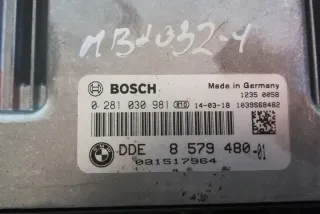 MB1032-4
BOSCH
Made in Germany
1235 0058
0 281 030 981 14-03-18 1039S68482
DDE 8 579 480-01
031517964